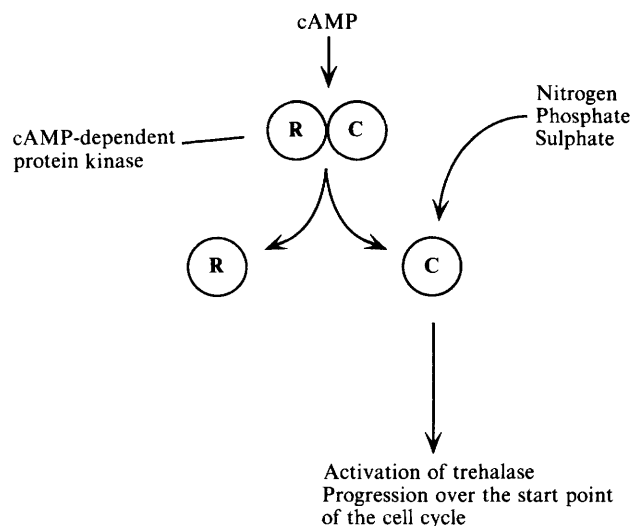 cAMP
Nitrogen
Phosphate
Sulphate
cAMP-dependent
protein kinase
R C
R
C
Activation of trehalase
Progression over the start point
of the cell cycle